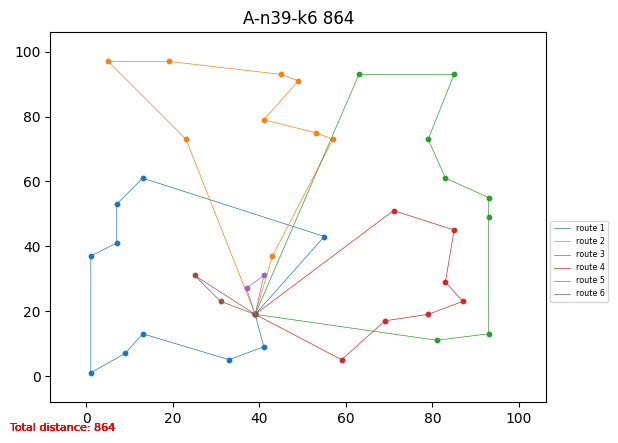 A-n39-k6 864
100
80
60
40
20
0
0 20 40 60 80 100
route 1
route 2
route 3
route 4
route 5
route 6
Total distance: 864